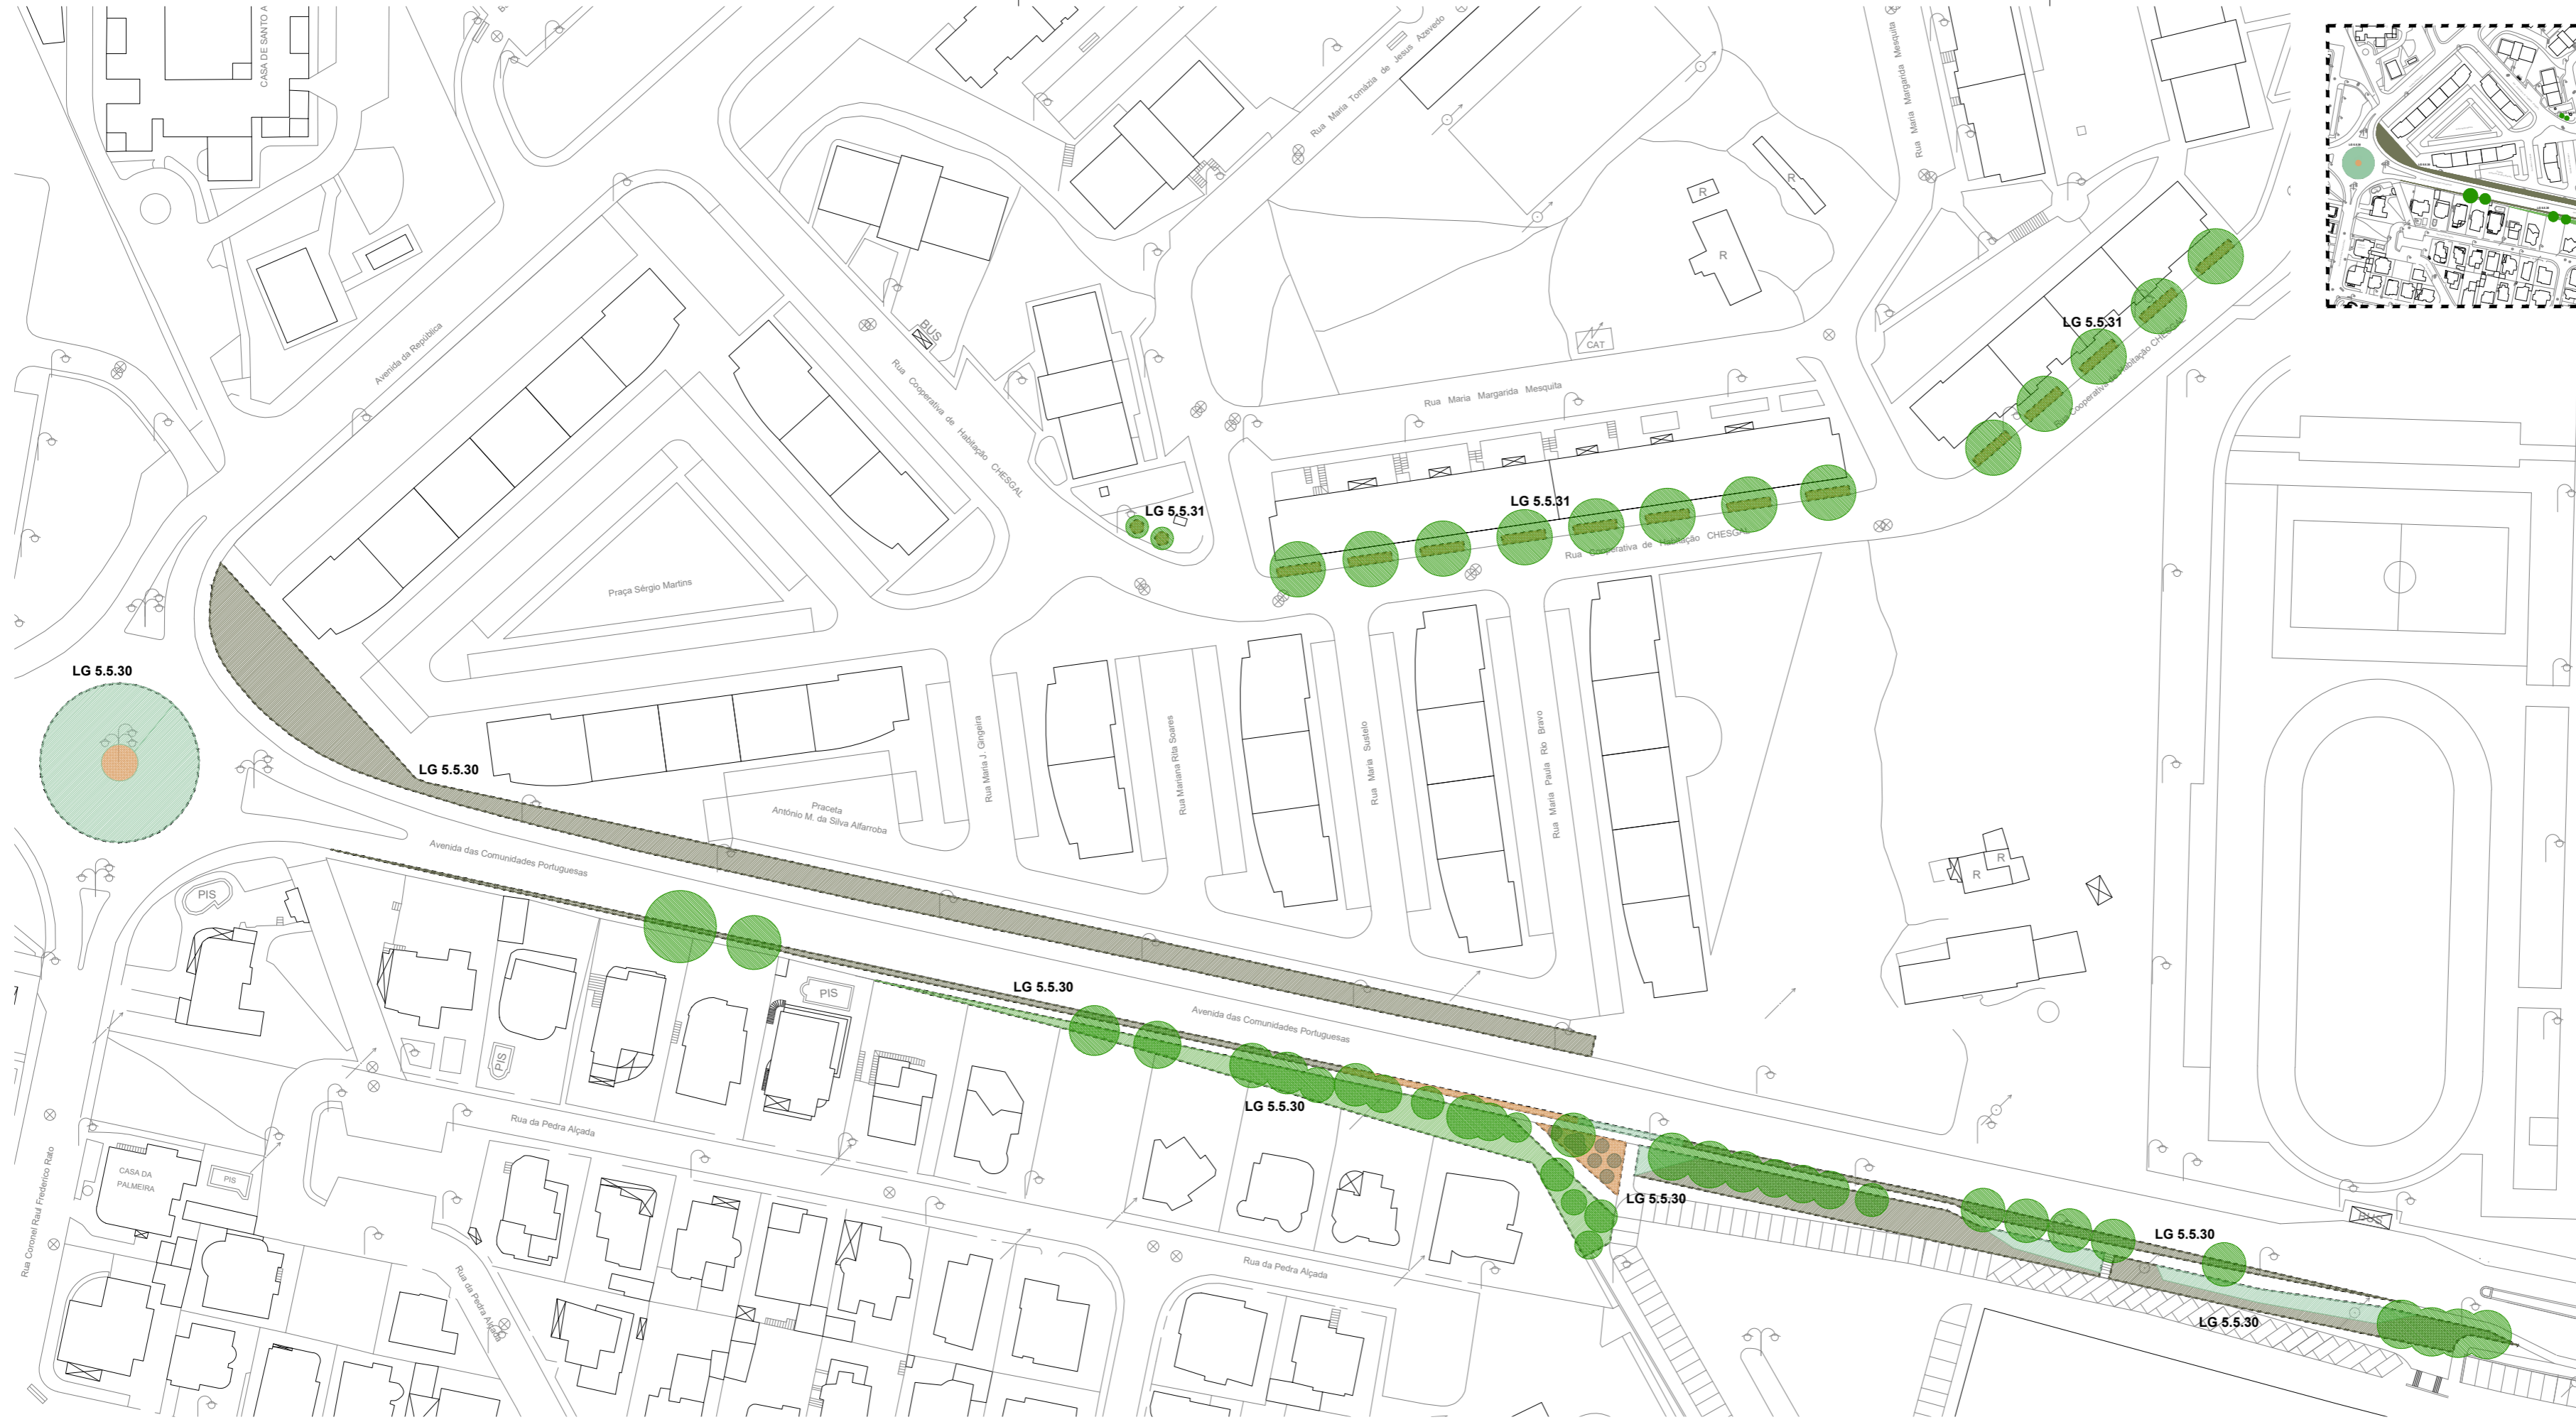 CASA DE SANTO A
Rua Maria Tomázia de Jesus Azevedo
Rua Maria Margarida Mesquita
R
R
R
Avenida da República
BUS
CAT
LG 5.5.31
Rua Cooperativa de Habitação CHESGAL
Rua Cooperativa de Habitação CHESGAL
Rua Maria Margarida Mesquita
LG 5.5.31
LG 5.5.31
Rua Cooperativa de Habitação CHESGAL
Praça Sérgio Martins
LG 5.5.30
LG 5.5.30
Rua Maria J. Gingeira
Rua Mariana Rita Soares
Rua Maria Sustelo
Rua Maria Paula Rio Bravo
Praceta
António M. da Silva Alfarroba
Avenida das Comunidades Portuguesas
PIS
R
R
LG 5.5.30
PIS
Avenida das Comunidades Portuguesas
PIS
LG 5.5.30
Rua da Pedra Alçada
CASA DA
PALMEIRA
PIS
Rua Coronel Raul Frederico Rato
LG 5.5.30
BUS
LG 5.5.30
Rua da Pedra Alçada
Rua da Pedra Alçada
LG 5.5.30